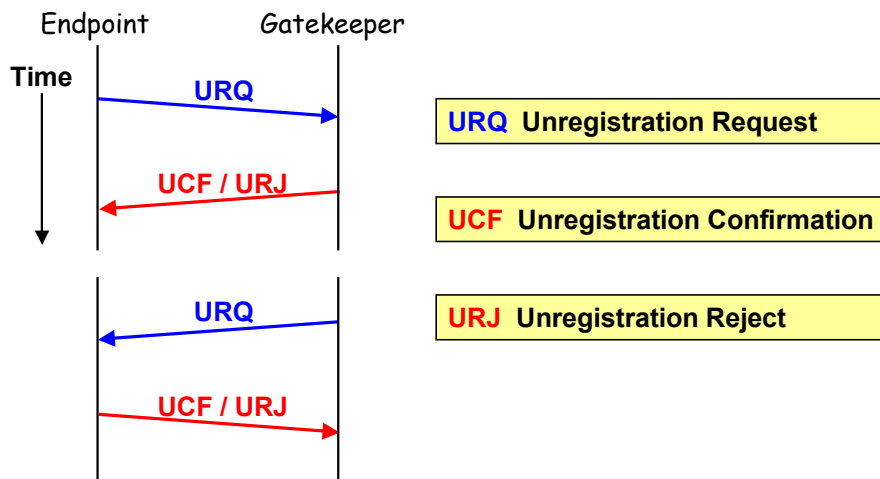 Endpoint
Gatekeeper
Time
URQ
URQ Unregistration Request
UCF / URJ
UCF Unregistration Confirmation
URQ
URJ Unregistration Reject
UCF / URJ